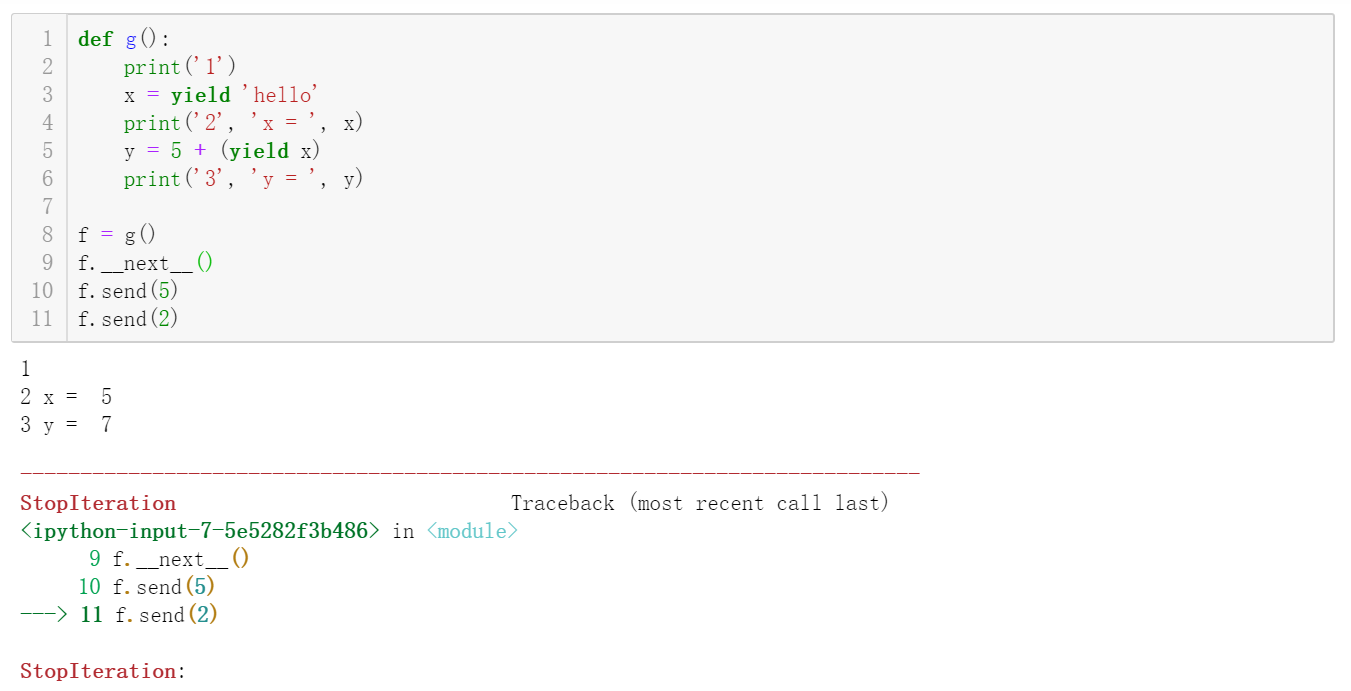 1 def g():
2     print('1')
3     x = yield 'hello'
4     print('2', 'x = ', x)
5     y = 5 + (yield x)
6     print('3', 'y = ', y)
7
8 f = g()
9 f.__next__()
10 f.send(5)
11 f.send(2)
1
2 x =  5
3 y =  7
---------------------------------------------------------------------------
StopIteration                             Traceback (most recent call last)
<ipython-input-7-5e5282f3b486> in <module>
      9 f.__next__()
     10 f.send(5)
---> 11 f.send(2)
StopIteration: